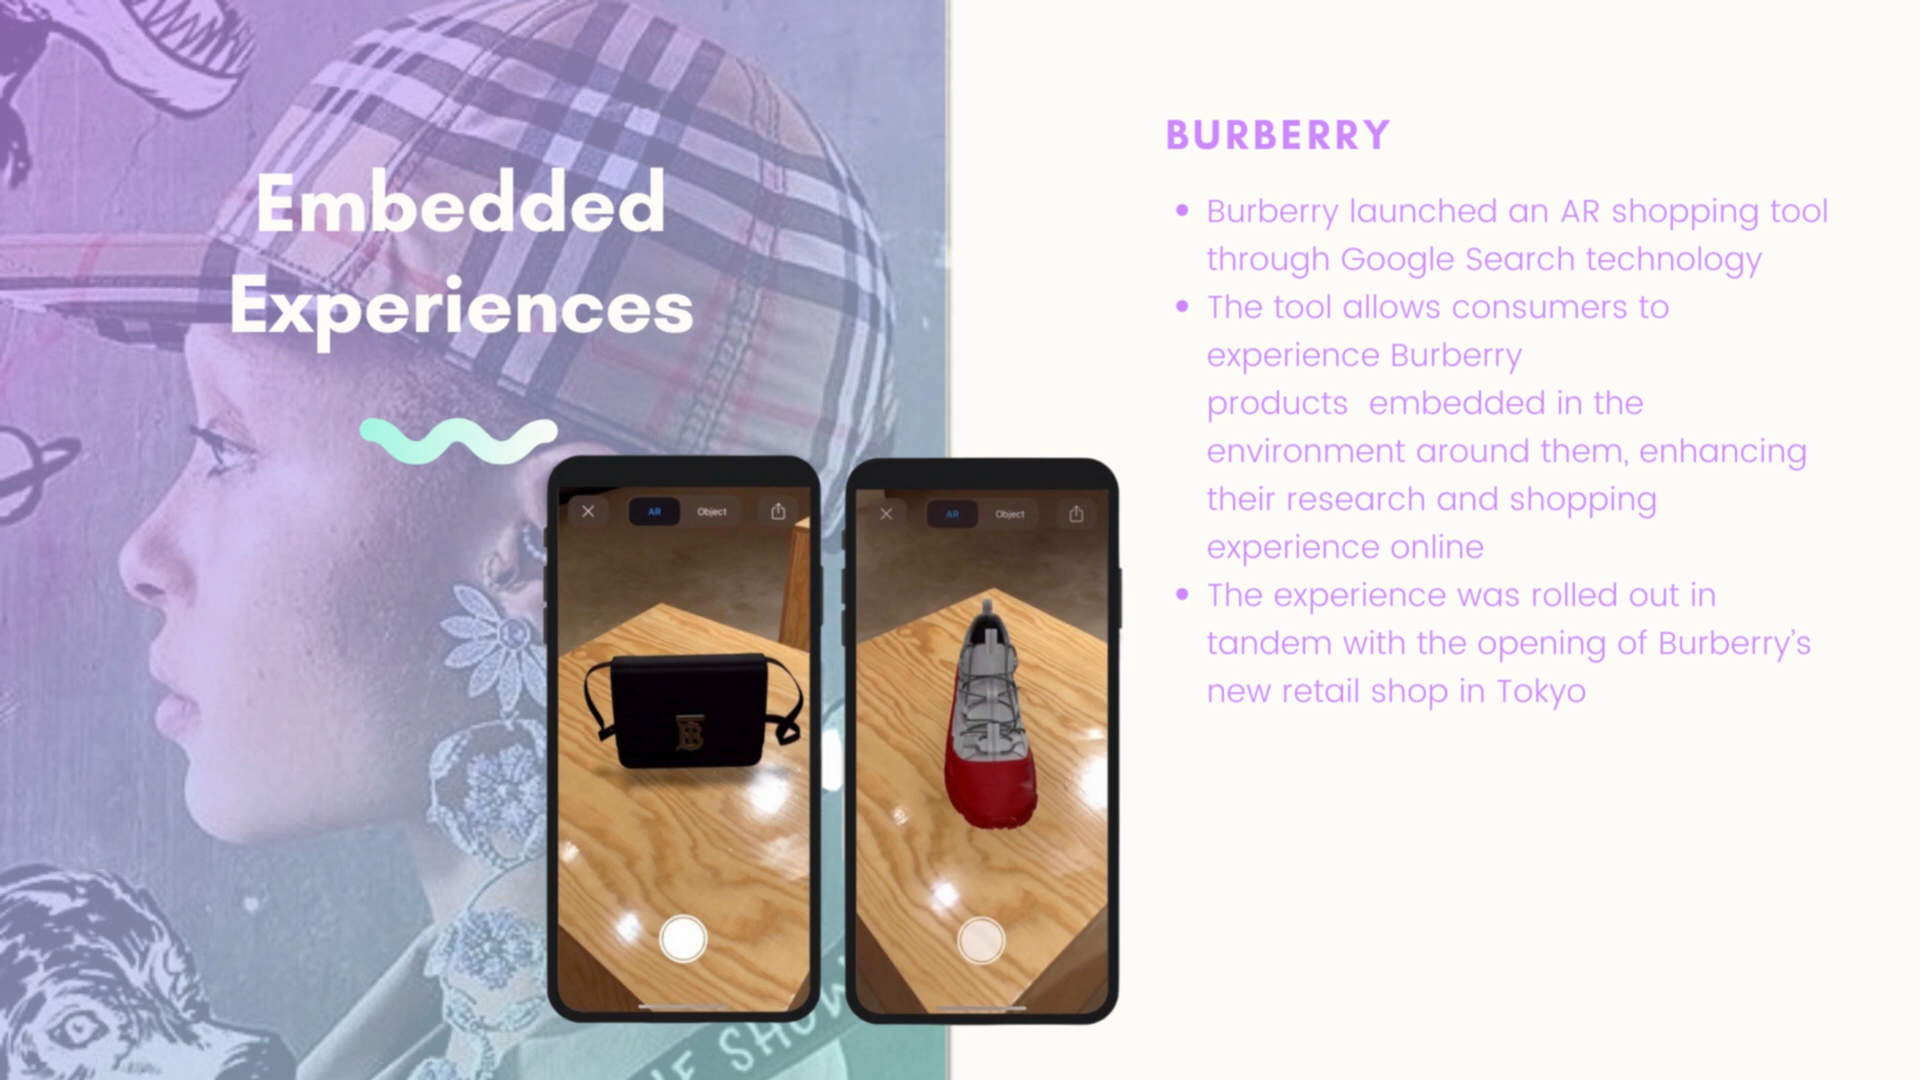 Embedded
Experiences
BURBERRY
• Burberry launched an AR shopping tool
through Google Search technology
• The tool allows consumers to
experience Burberry
products  embedded in the
environment around them, enhancing
their research and shopping
experience online
• The experience was rolled out in
tandem with the opening of Burberry's
new retail shop in Tokyo
AR Object
AR Object
SHOW